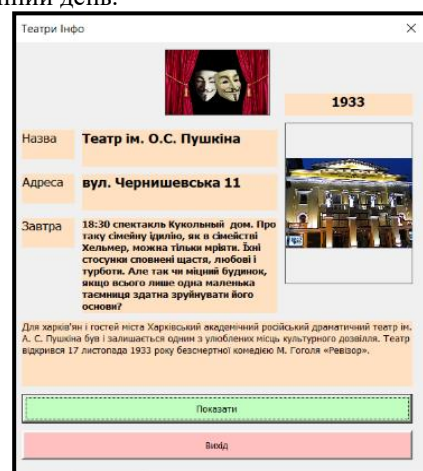 нній день.
Театри Інфо
1933
Назва
Театр ім. О.С. Пушкіна
Адреса
вул. Чернишевська 11
Завтра
18:30 спектакль Кукольный дом. Про
таку сімейну ідилію, як в сімействі
Хельмер, можна тільки мріяти. Їхні
стосунки сповнені щастя, любові і
турботи. Але так чи міцний будинок,
якщо всього лише одна маленька
таємниця здатна зруйнувати його
основи?
Для харків'ян і гостей міста Харківський академічний російський драматичний театр ім.
А. С. Пушкіна був і залишається одним з улюблених місць культурного дозвілля. Театр
відкрився 17 листопада 1933 року безсмертної комедією М. Гоголя «Ревізор».
Показати
Вихід